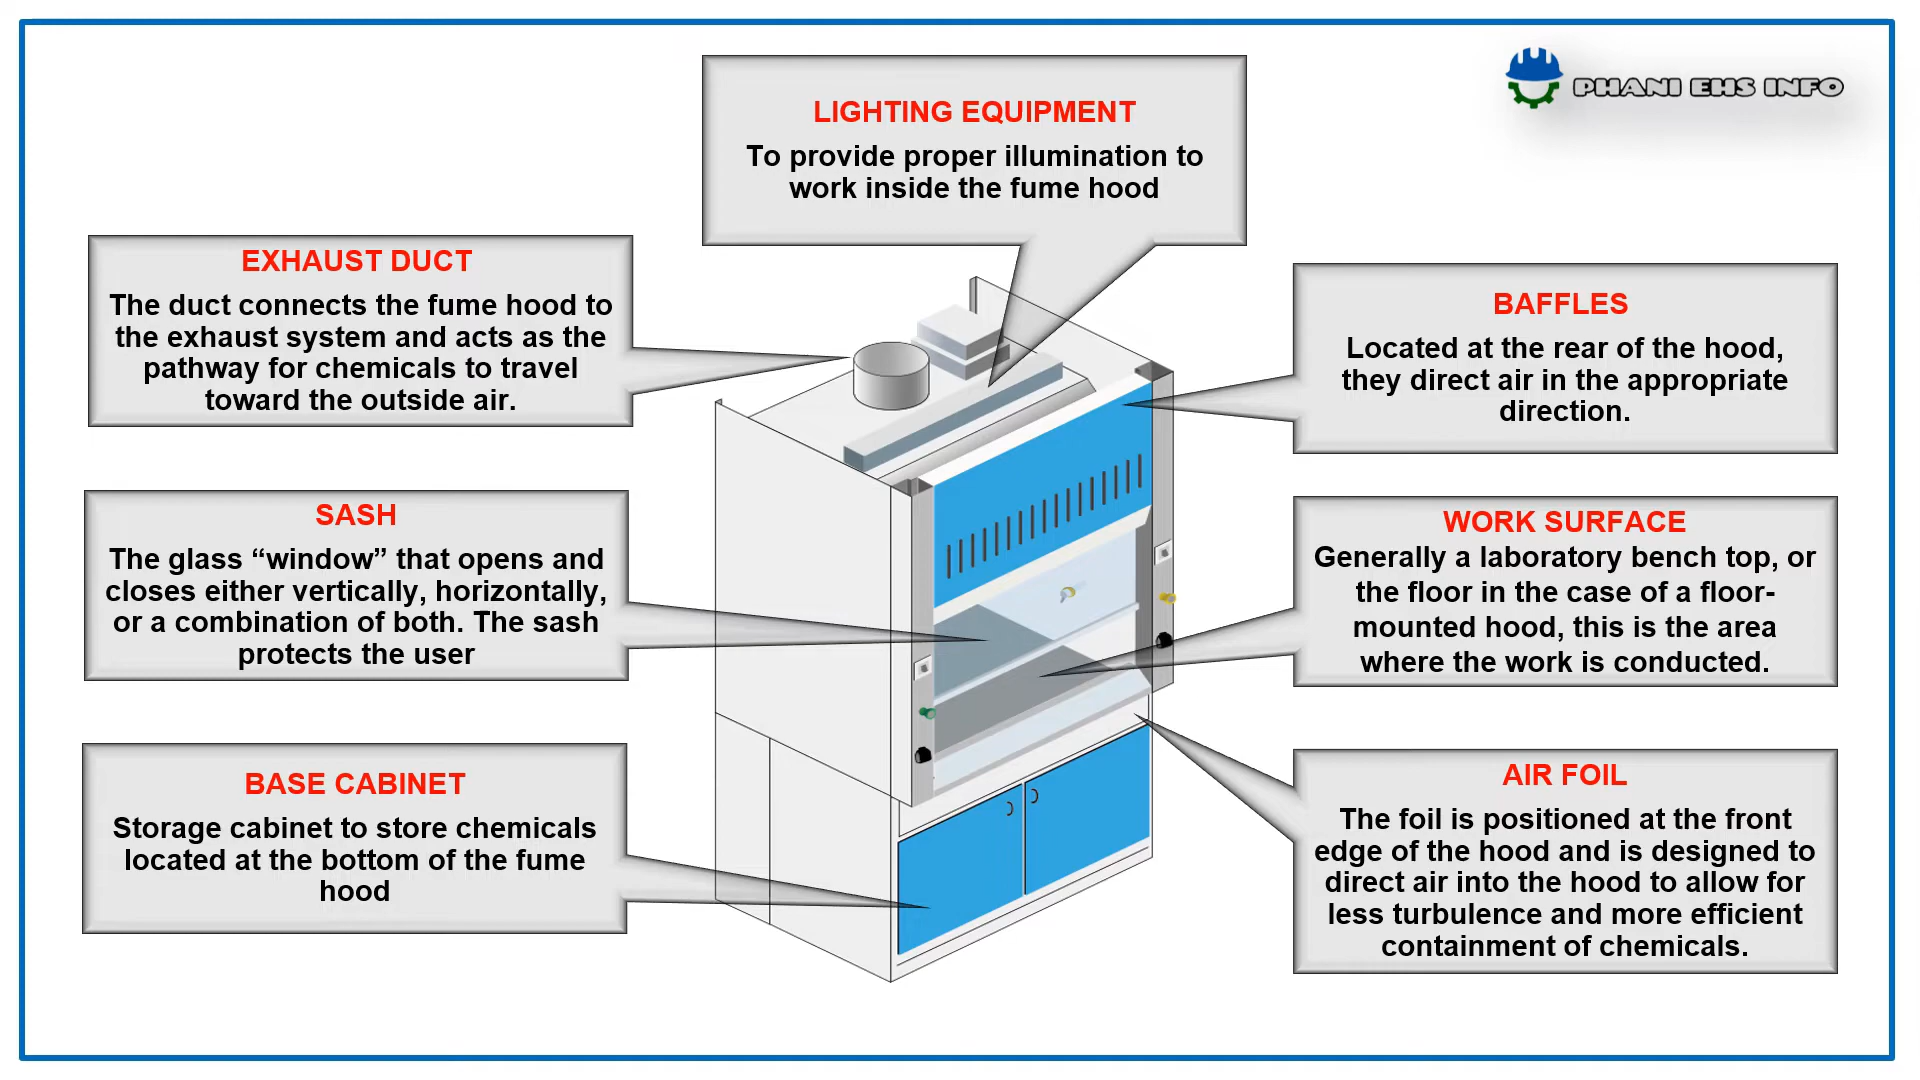 PHANI EHS INFO
LIGHTING EQUIPMENT
To provide proper illumination to
work inside the fume hood
EXHAUST DUCT
The duct connects the fume hood to
the exhaust system and acts as the
pathway for chemicals to travel
toward the outside air.
BAFFLES
Located at the rear of the hood,
they direct air in the appropriate
direction.
SASH
The glass “window” that opens and
closes either vertically, horizontally,
or a combination of both. The sash
protects the user
WORK SURFACE
Generally a laboratory bench top, or
the floor in the case of a floor-
mounted hood, this is the area
where the work is conducted.
BASE CABINET
Storage cabinet to store chemicals
located at the bottom of the fume
hood
AIR FOIL
The foil is positioned at the front
edge of the hood and is designed to
direct air into the hood to allow for
less turbulence and more efficient
containment of chemicals.